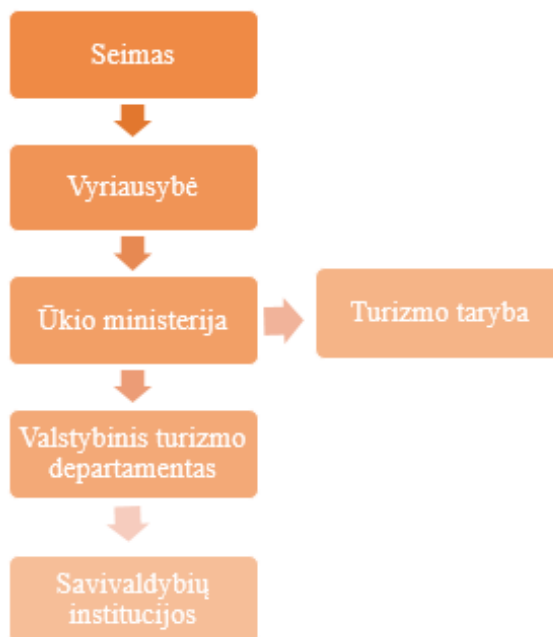 Seimas
Vyriausybė
Ūkio ministerija
Turizmo taryba
Valstybinis turizmo
departamentas
Savivaldybių
institucijos